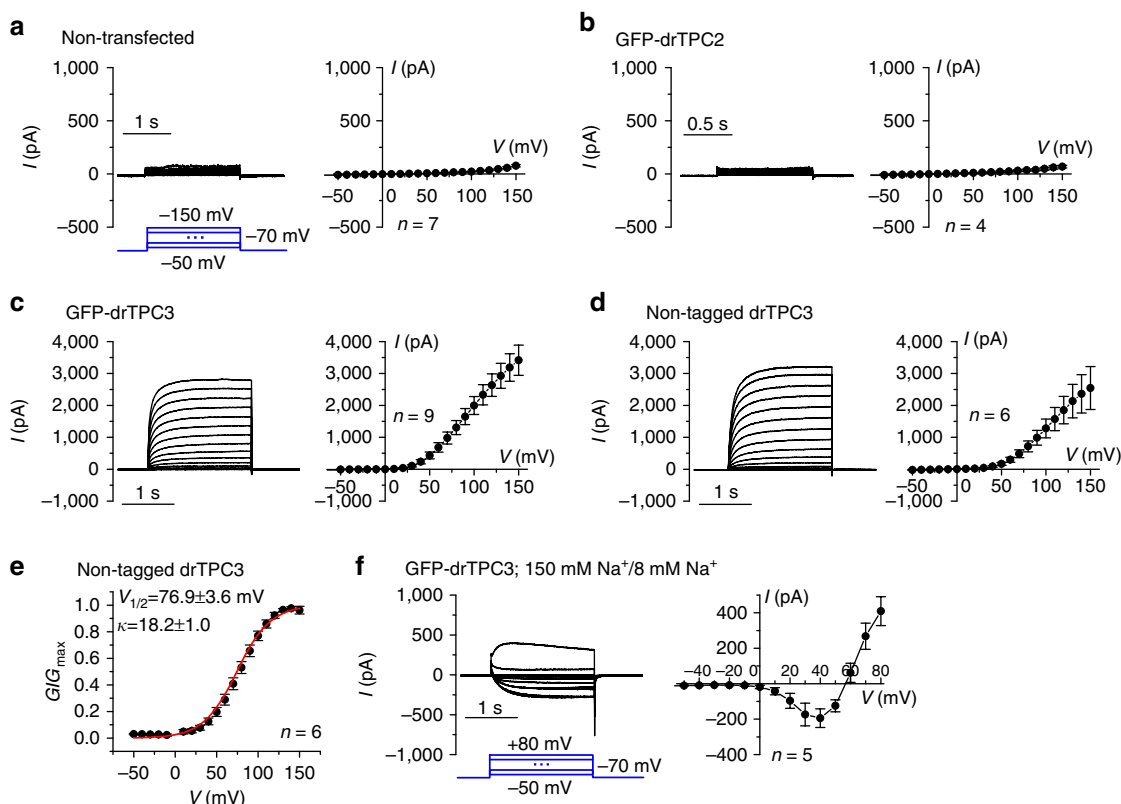 a
Non-transfected
1,000
500
0
−500
I (pA)
1 s
−150 mV
−70 mV
−50 mV
1,000
I (pA)
500
V (mV)
0
−50
0
50
100
150
−500
n = 7
b
GFP-drTPC2
1,000
500
0
−500
I (pA)
0.5 s
1,000
I (pA)
500
V (mV)
0
−50
0
50
100
150
−500
n = 4
c
GFP-drTPC3
4,000
3,000
2,000
1,000
0
−1,000
I (pA)
1 s
4,000
I (pA)
3,000
n = 9
2,000
1,000
V (mV)
0
−50
0
50
100
150
−1,000
d
Non-tagged drTPC3
4,000
3,000
2,000
1,000
0
−1,000
I (pA)
1 s
4,000
I (pA)
3,000
2,000
n = 6
1,000
V (mV)
0
−50
0
50
100
150
−1,000
e
Non-tagged drTPC3
V1/2=76.9±3.6 mV
κ=18.2±1.0
1.0
0.8
0.6
0.4
0.2
0.0
G/Gmax
n = 6
−50
0
50
100
150
V (mV)
f
GFP-drTPC3; 150 mM Na+/8 mM Na+
1,000
500
0
−500
−1,000
I (pA)
1 s
+80 mV
−70 mV
−50 mV
I (pA)
400
200
−40
−20
0
20
40
60
80
V (mV)
−200
−400
n = 5